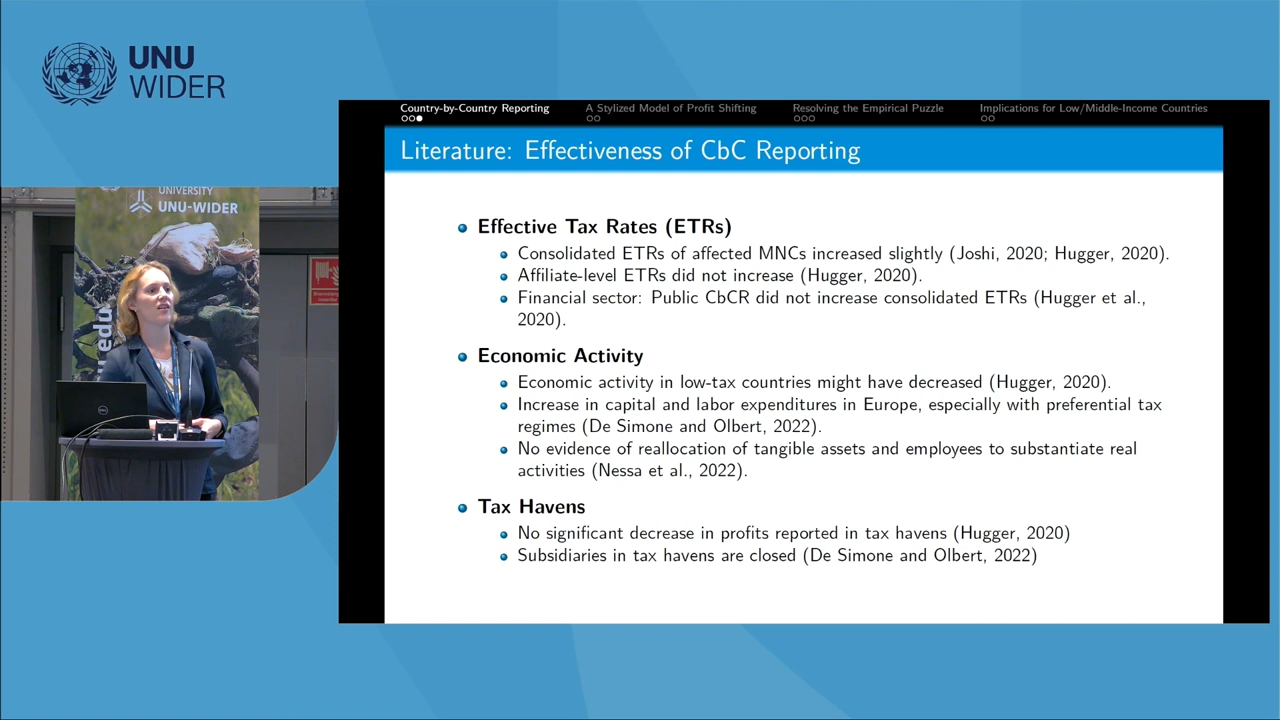 UNU
WIDER
Country-by-Country Reporting
A Stylized Model of Profit Shifting
Resolving the Empirical Puzzle
Implications for Low/Middle-Income Countries
Literature: Effectiveness of CbC Reporting
Effective Tax Rates (ETRs)
Consolidated ETRs of affected MNCs increased slightly (Joshi, 2020; Hugger, 2020).
Affiliate-level ETRs did not increase (Hugger, 2020).
Financial sector: Public CbCR did not increase consolidated ETRs (Hugger et al.,
2020).
Economic Activity
Economic activity in low-tax countries might have decreased (Hugger, 2020).
Increase in capital and labor expenditures in Europe, especially with preferential tax
regimes (De Simone and Olbert, 2022).
No evidence of reallocation of tangible assets and employees to substantiate real
activities (Nessa et al., 2022).
Tax Havens
No significant decrease in profits reported in tax havens (Hugger, 2020)
Subsidiaries in tax havens are closed (De Simone and Olbert, 2022)
UNIVERSITY
UNU-WIDER
DELL